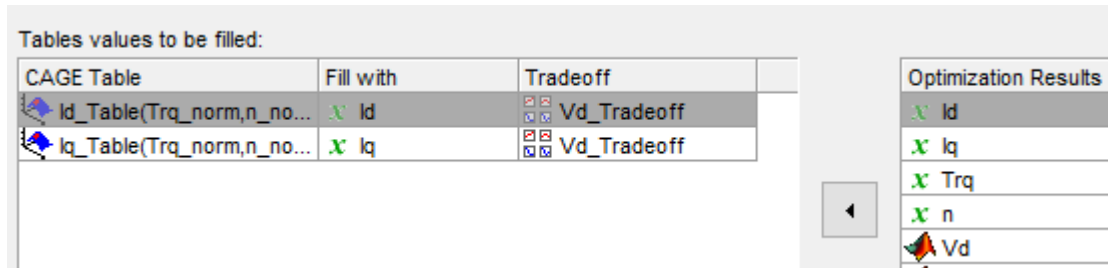 Tables values to be filled:
CAGE Table Fill with Tradeoff
Id_Table(Trq_norm,n_no... x Id Vd_Tradeoff
Iq_Table(Trq_norm,n_no... x Iq Vd_Tradeoff
Optimization Results
x Id
x Iq
x Trq
x n
Vd